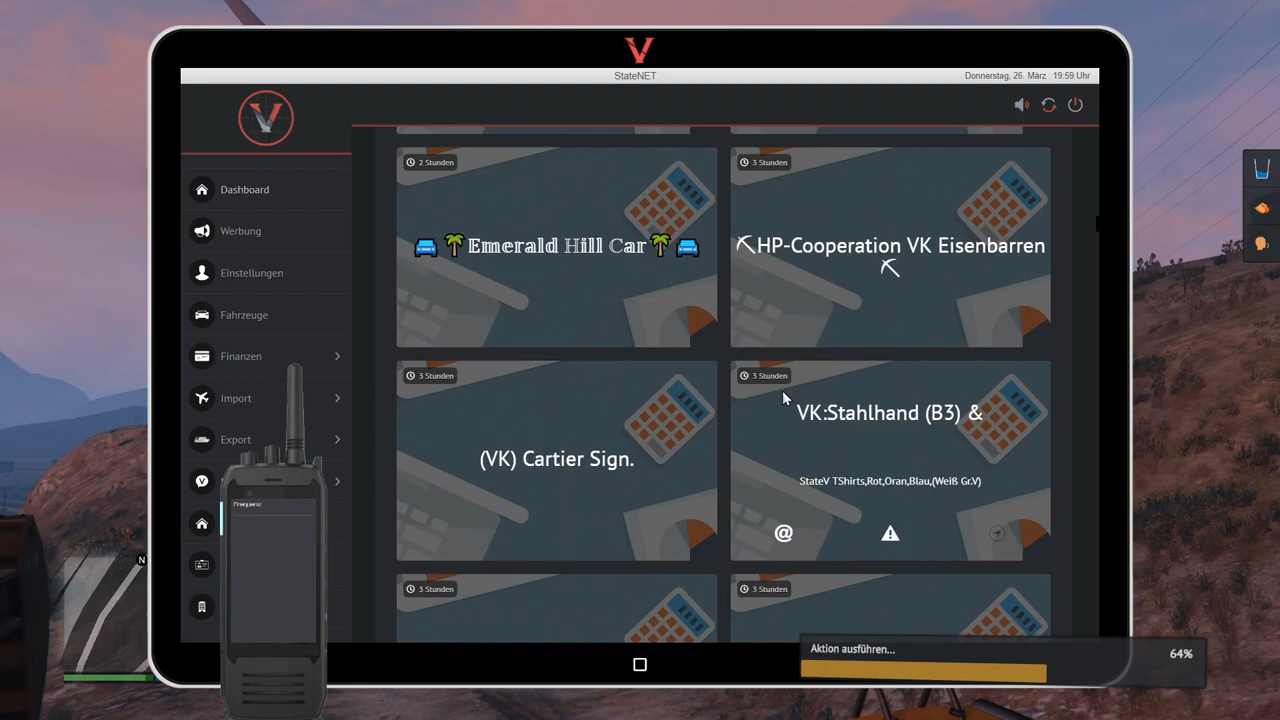 StateNET
Donnerstag, 26. März 19:59 Uhr
Dashboard
Werbung
Einstellungen
Fahrzeuge
Finanzen
Import
Export
2 Stunden
🚙🌴𝔼𝕞𝕖𝕣𝕒𝕝𝕕 ℍ𝕚𝕝𝕝 ℂ𝕒𝕣🌴🚙
3 Stunden
⛏HP-Cooperation VK Eisenbarren
⛏
3 Stunden
(VK) Cartier Sign.
3 Stunden
VK:Stahlhand (B3) &
StateV TShirts,Rot,Oran,Blau,(Weiß Gr.V)
@
3 Stunden
3 Stunden
Aktion ausführen...
64%
N